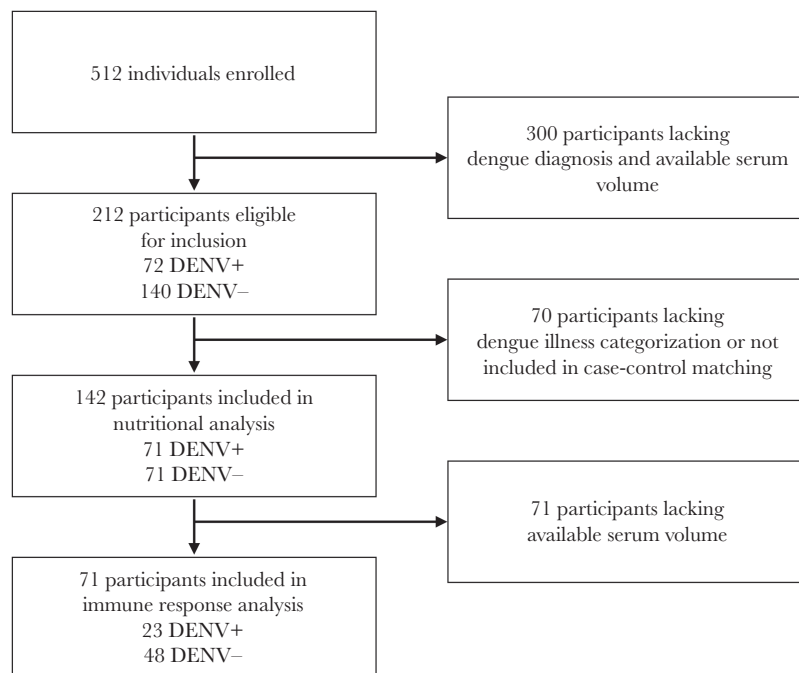 512 individuals enrolled
300 participants lacking
dengue diagnosis and available serum
volume
212 participants eligible
for inclusion
72 DENV+
140 DENV–
70 participants lacking
dengue illness categorization or not
included in case-control matching
142 participants included in
nutritional analysis
71 DENV+
71 DENV–
71 participants lacking
available serum volume
71 participants included in
immune response analysis
23 DENV+
48 DENV–